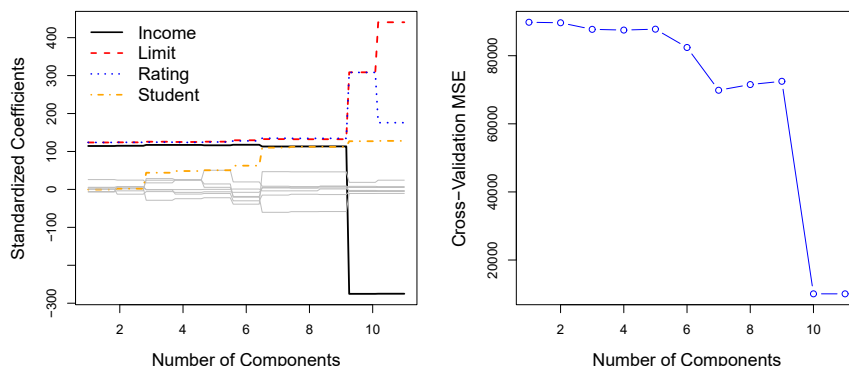 Income
Limit
Rating
Student
Standardized Coefficients
-300
-100
0
100
200
300
400
2
4
6
8
10
Number of Components
Cross-Validation MSE
20000
40000
60000
80000
2
4
6
8
10
Number of Components